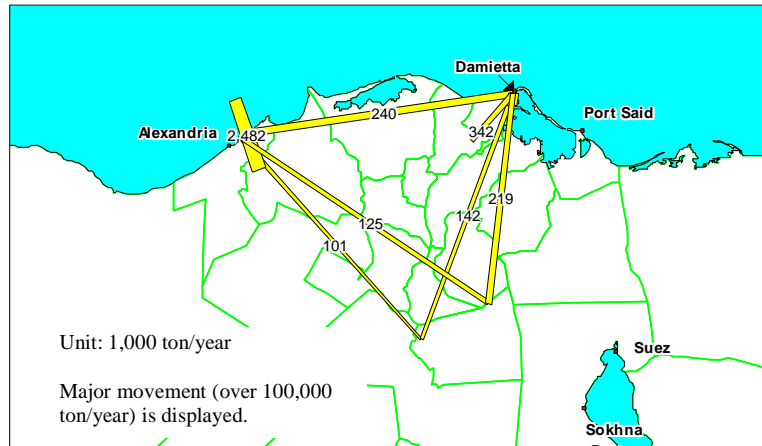 Damietta
Port Said
240
Alexandria
2,482
342
219
142
125
101
Unit: 1,000 ton/year
Suez
Major movement (over 100,000
ton/year) is displayed.
Sokhna